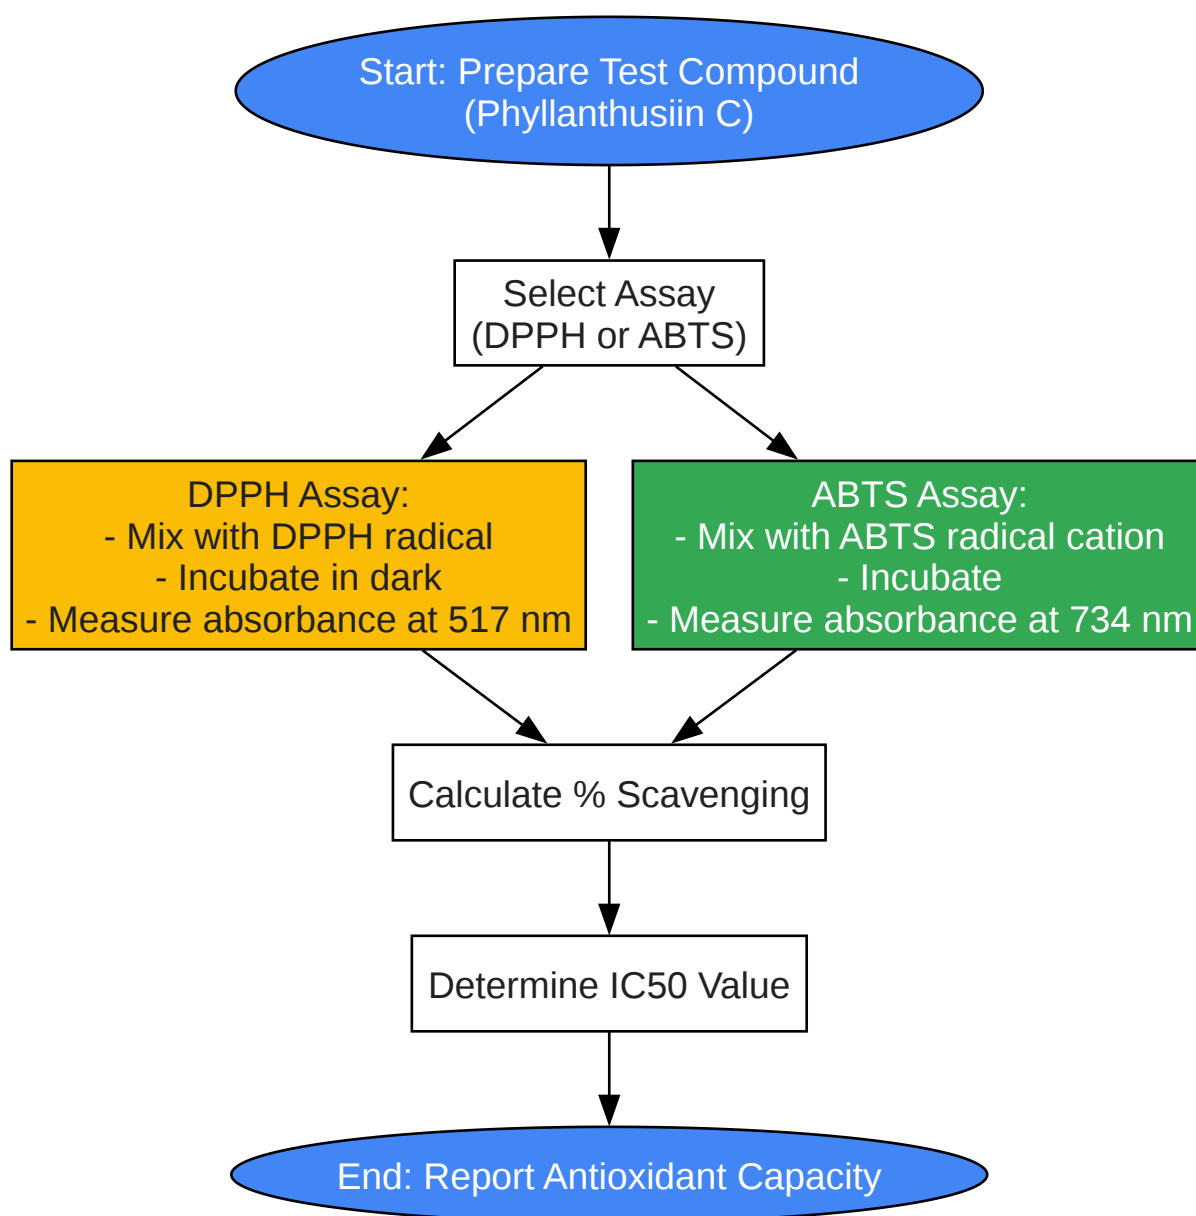 Start: Prepare Test Compound
(Phyllanthusiin C)
Select Assay
(DPPH or ABTS)
DPPH Assay:
- Mix with DPPH radical
- Incubate in dark
- Measure absorbance at 517 nm
ABTS Assay:
- Mix with ABTS radical cation
- Incubate
- Measure absorbance at 734 nm
Calculate % Scavenging
Determine IC50 Value
End: Report Antioxidant Capacity